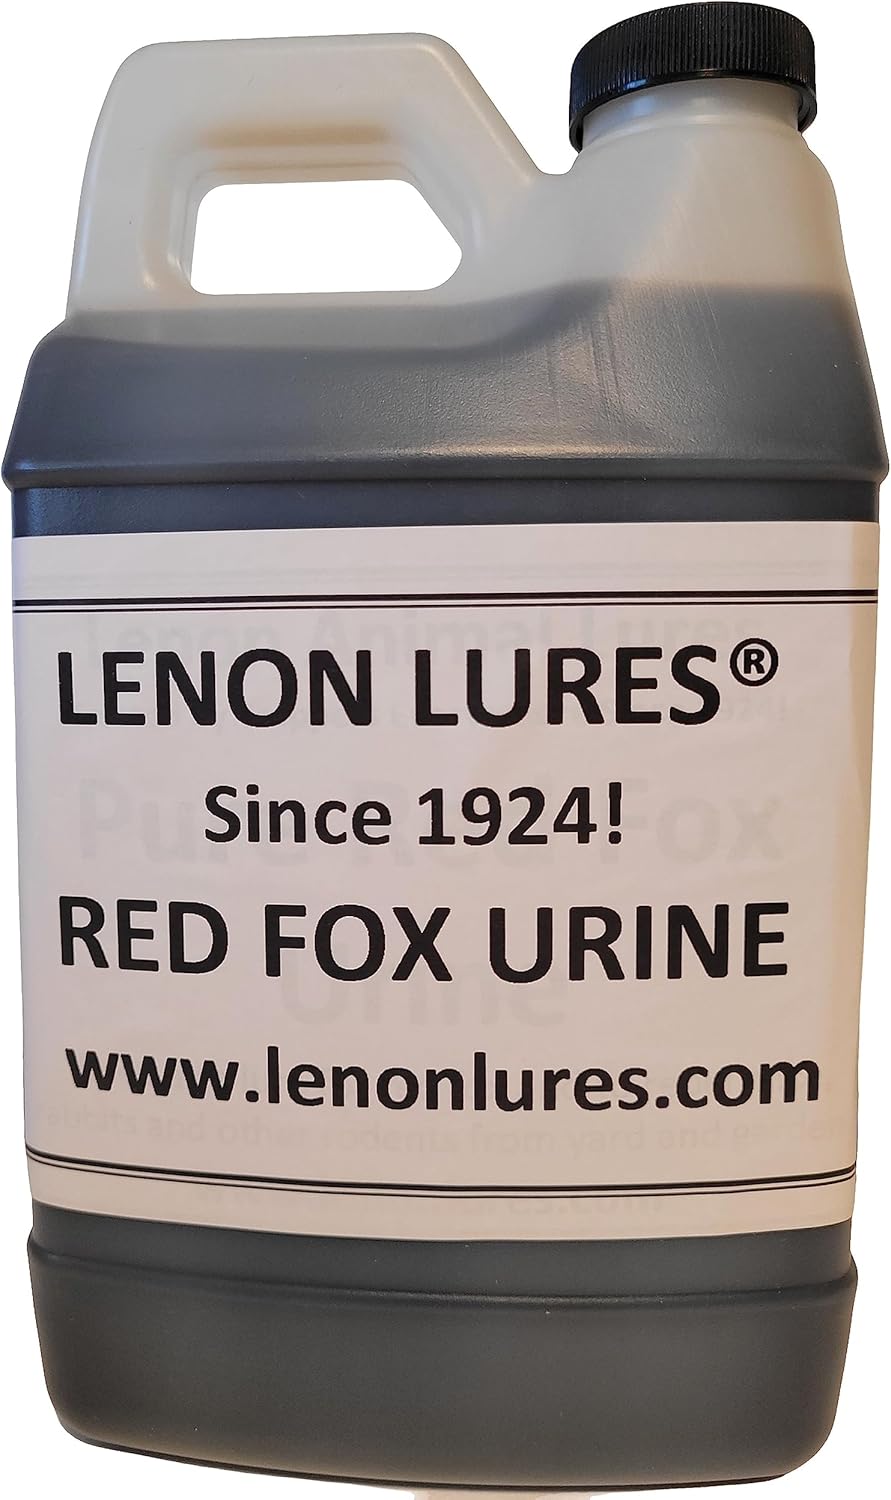 LENON LURES®
Since 1924!
RED FOX URINE
www.lenonlures.com